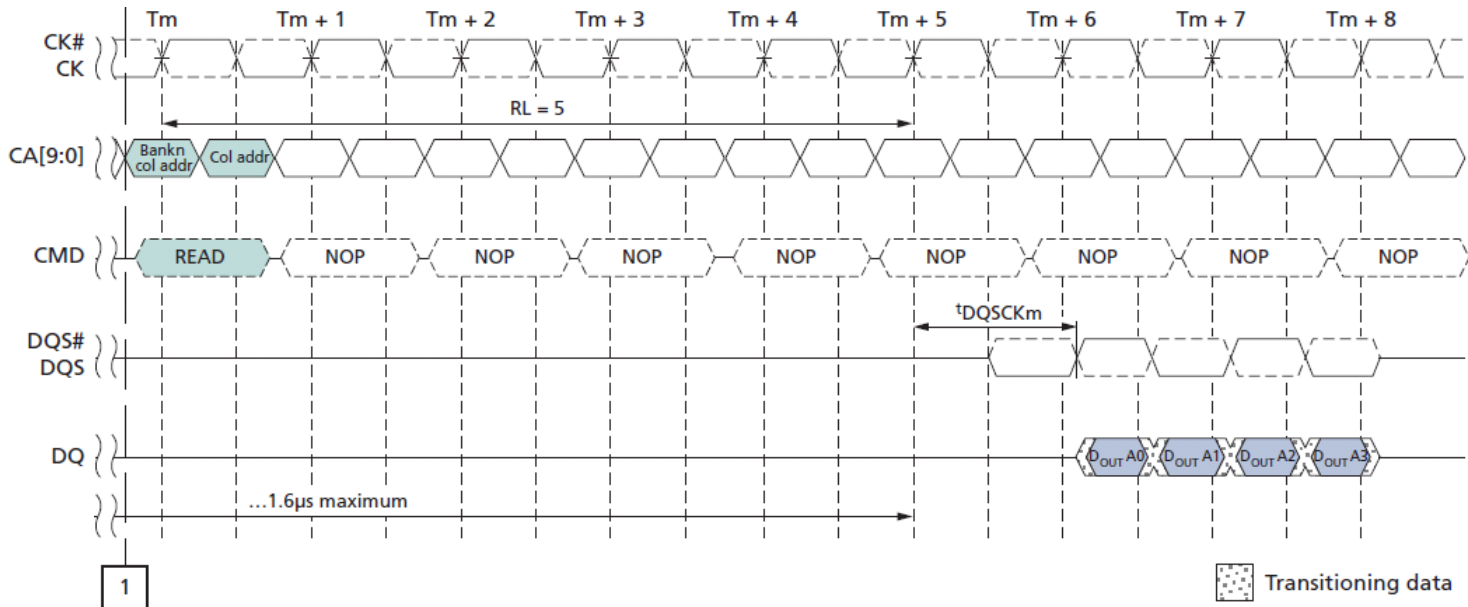 Tm Tm + 1 Tm + 2 Tm + 3 Tm + 4 Tm + 5 Tm + 6 Tm + 7 Tm + 8
CK#
CK
RL = 5
CA[9:0] Bankn col addr Col addr
CMD READ NOP NOP NOP NOP NOP NOP NOP NOP
tDQSCKm
DQS#
DQS
DQ DOUT A0 DOUT A1 DOUT A2 DOUT A3
...1.6µs maximum
1
Transitioning data